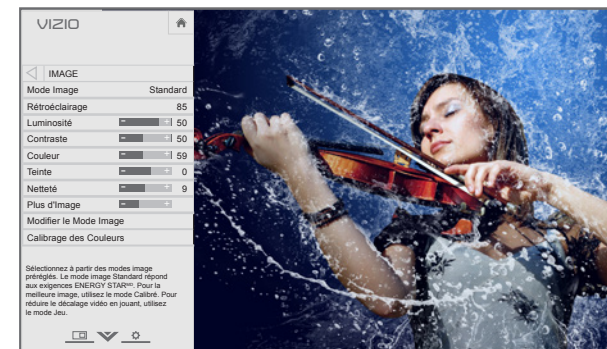 VIZIO
IMAGE
Mode Image Standard
Rétroéclairage 85
Luminosité 50
Contraste 50
Couleur 59
Teinte 0
Netteté 9
Plus d'Image
Modifier le Mode Image
Calibrage des Couleurs
Sélectionnez à partir des modes image
préréglés. Le mode image Standard répond
aux exigences ENERGY STARᴹᴰ. Pour la
meilleure image, utilisez le mode Calibré. Pour
réduire le décalage vidéo en jouant, utilisez
le mode Jeu.